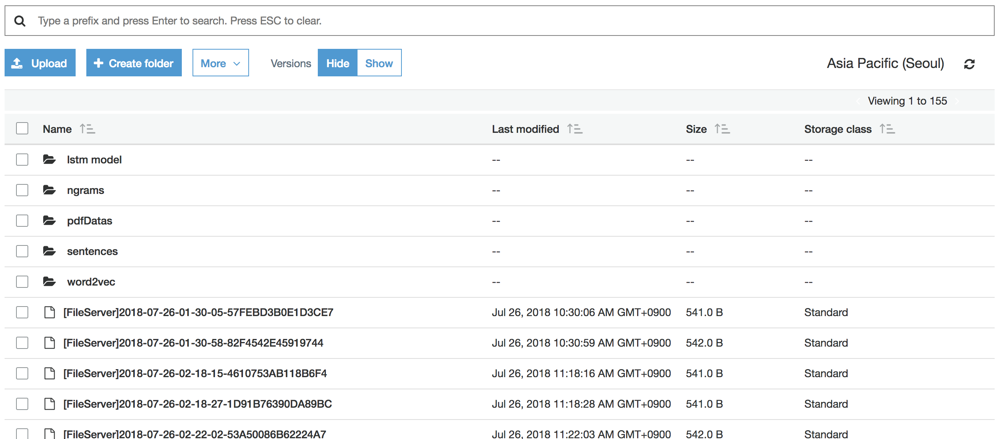 Type a prefix and press Enter to search. Press ESC to clear.
Upload Create folder More Versions Hide Show Asia Pacific (Seoul)
Viewing 1 to 155
Name Last modified Size Storage class
lstm model -- -- --
ngrams -- -- --
pdfDatas -- -- --
sentences -- -- --
word2vec -- -- --
[FileServer]2018-07-26-01-30-05-57FEBD3B0E1D3CE7 Jul 26, 2018 10:30:06 AM GMT+0900 541.0 B Standard
[FileServer]2018-07-26-01-30-58-82F4542E45919744 Jul 26, 2018 10:30:59 AM GMT+0900 542.0 B Standard
[FileServer]2018-07-26-02-18-15-4610753AB118B6F4 Jul 26, 2018 11:18:16 AM GMT+0900 541.0 B Standard
[FileServer]2018-07-26-02-18-27-1D91B76390DA89BC Jul 26, 2018 11:18:28 AM GMT+0900 541.0 B Standard
[FileServer]2018-07-26-02-22-02-53A50086B62224A7 Jul 26, 2018 11:22:03 AM GMT+0900 542.0 B Standard